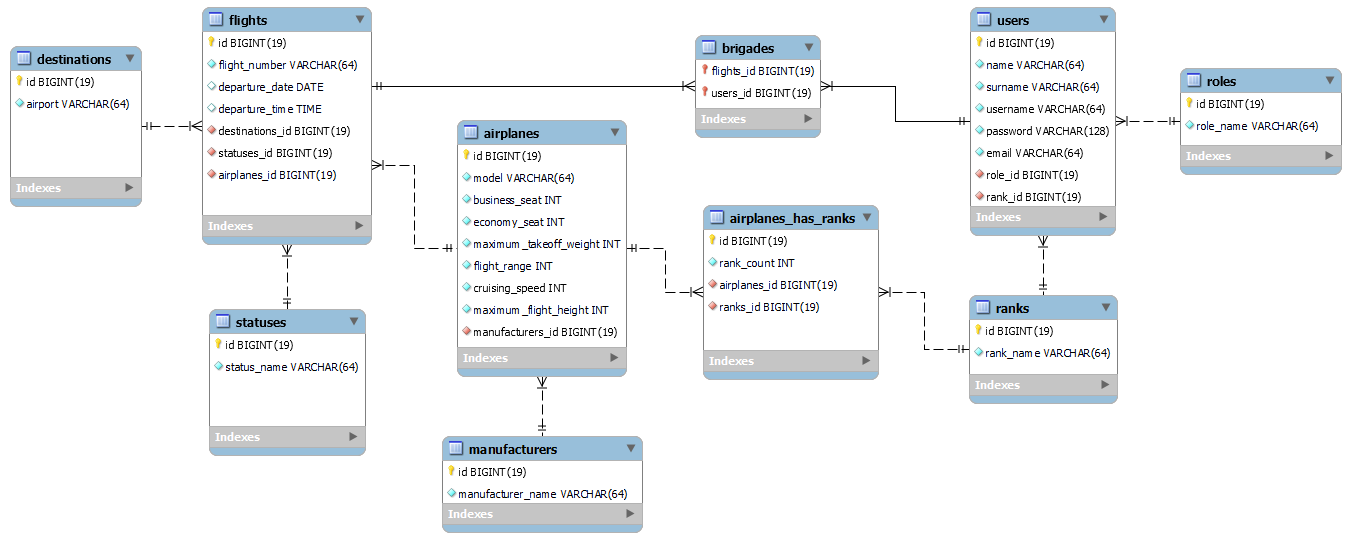 destinations
id BIGINT(19)
airport VARCHAR(64)
Indexes
flights
id BIGINT(19)
flight_number VARCHAR(64)
departure_date DATE
departure_time TIME
destinations_id BIGINT(19)
statuses_id BIGINT(19)
airplanes_id BIGINT(19)
Indexes
statuses
id BIGINT(19)
status_name VARCHAR(64)
Indexes
airplanes
id BIGINT(19)
model VARCHAR(64)
business_seat INT
economy_seat INT
maximum_takeoff_weight INT
flight_range INT
cruising_speed INT
maximum_flight_height INT
manufacturers_id BIGINT(19)
Indexes
manufacturers
id BIGINT(19)
manufacturer_name VARCHAR(64)
Indexes
brigades
flights_id BIGINT(19)
users_id BIGINT(19)
Indexes
airplanes_has_ranks
id BIGINT(19)
rank_count INT
airplanes_id BIGINT(19)
ranks_id BIGINT(19)
Indexes
users
id BIGINT(19)
name VARCHAR(64)
surname VARCHAR(64)
username VARCHAR(64)
password VARCHAR(128)
email VARCHAR(64)
role_id BIGINT(19)
rank_id BIGINT(19)
Indexes
ranks
id BIGINT(19)
rank_name VARCHAR(64)
Indexes
roles
id BIGINT(19)
role_name VARCHAR(64)
Indexes